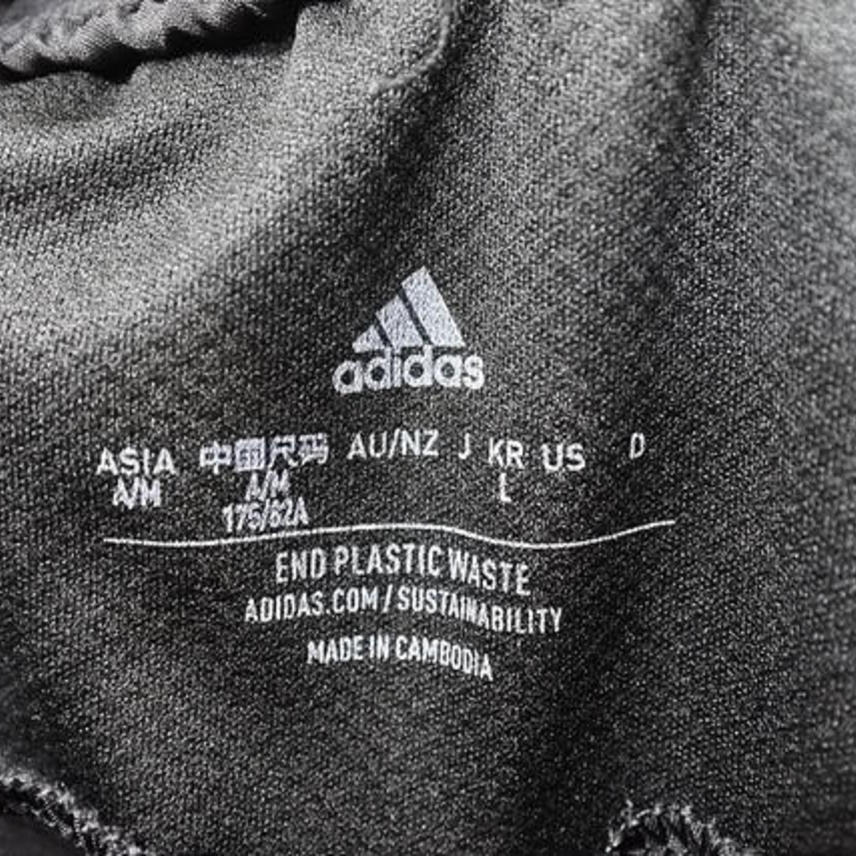 adidas
ASIA 中国尺码 AU/NZ J KR US D
A/M A/M L
175/82A
END PLASTIC WASTE
ADIDAS.COM/SUSTAINABILITY
MADE IN CAMBODIA